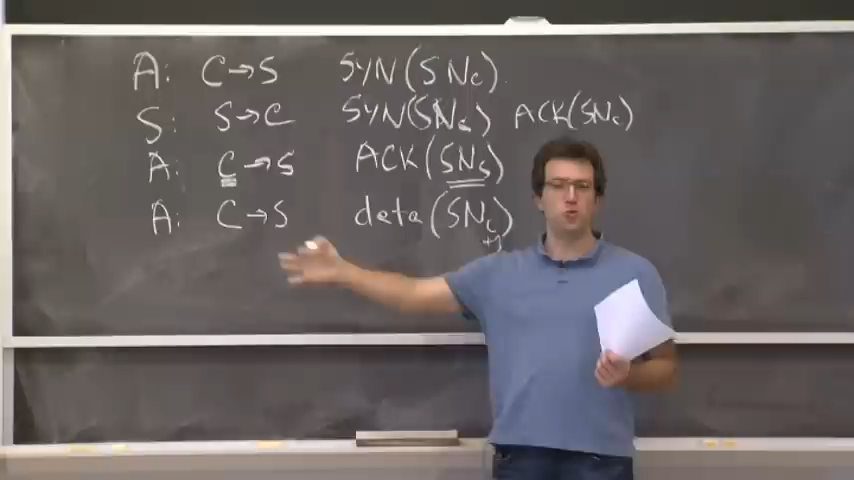 A: C→S SYN(SNc)
S: S→C SYN(SNs) ACK(SNc)
A: C→S ACK(SNs)
A: C→S data(SNc+1)